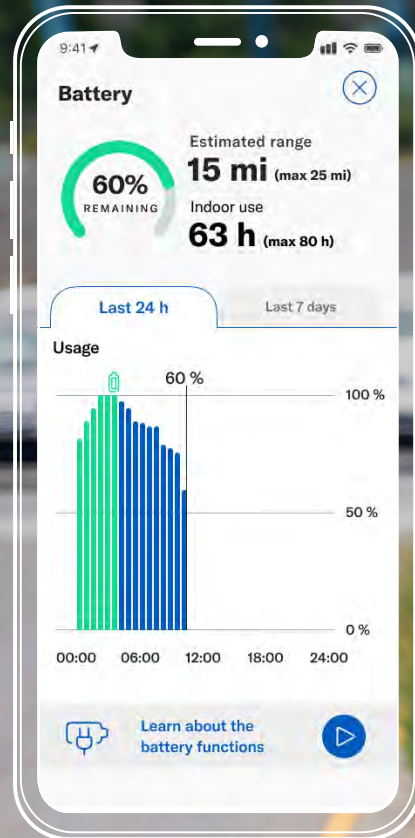 9:41
Battery
60%
REMAINING
Estimated range
15 mi (max 25 mi)
Indoor use
63 h (max 80 h)
Last 24 h
Last 7 days
Usage
60 %
100 %
50 %
0 %
00:00 06:00 12:00 18:00 24:00
Learn about the
battery functions